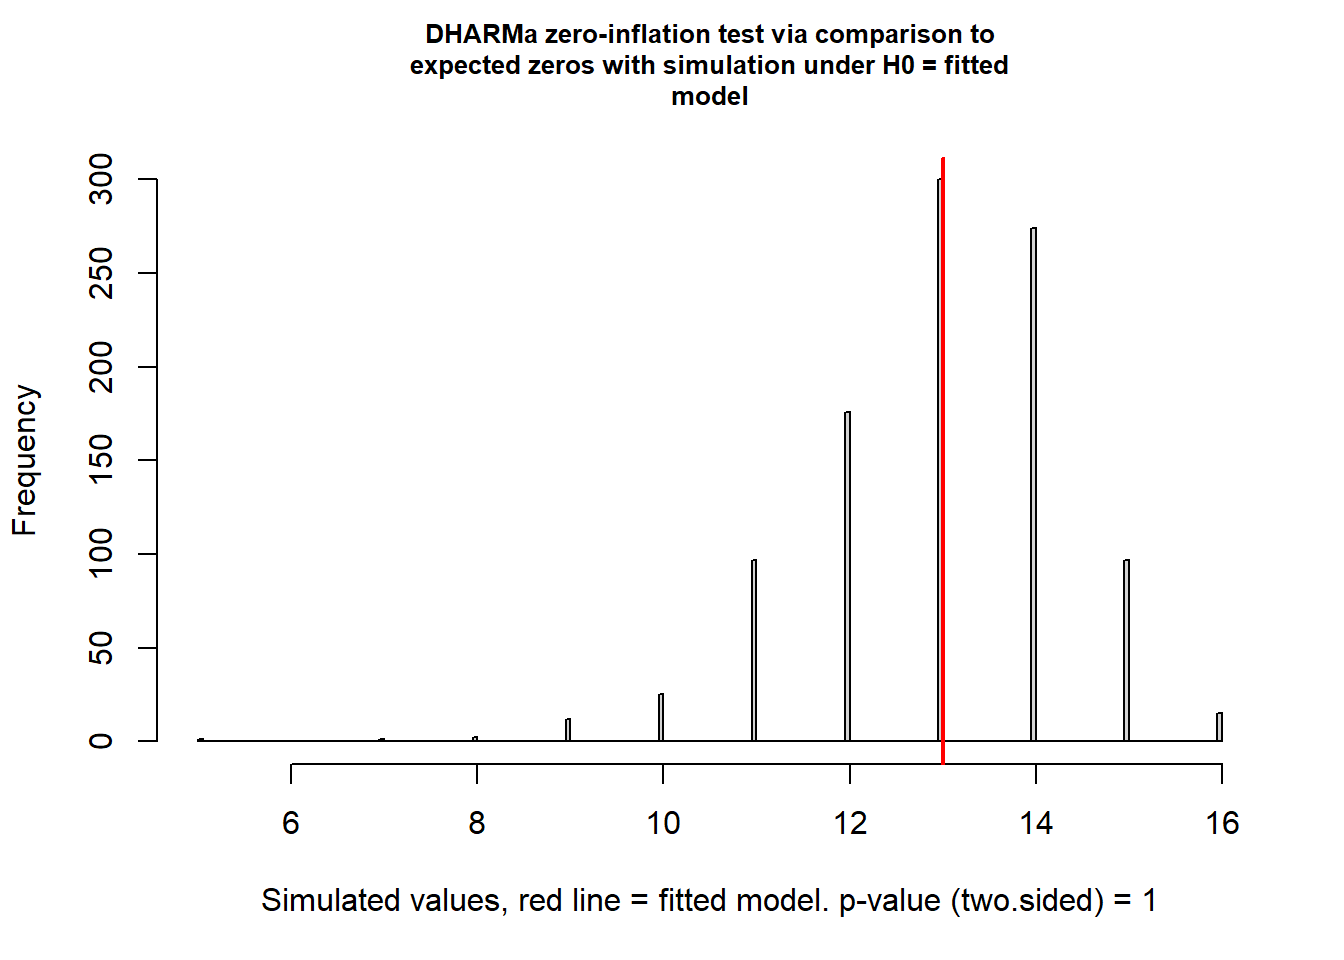 DHARMa zero-inflation test via comparison to
expected zeros with simulation under H0 = fitted
model
Frequency
300
250
200
150
100
50
0
6 8 10 12 14 16
Simulated values, red line = fitted model. p-value (two.sided) = 1